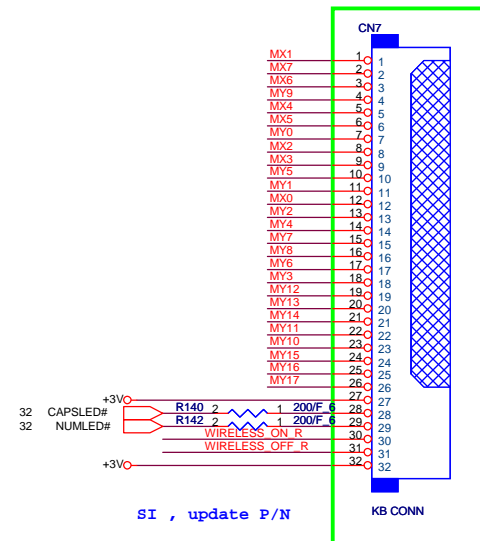 CN7
MX1 1 1
MX7 2 2
MX6 3 3
MY9 4 4
MX4 5 5
MX5 6 6
MY0 7 7
MX2 8 8
MX3 9 9
MY5 10 10
MY1 11 11
MX0 12 12
MY2 13 13
MY4 14 14
MY7 15 15
MY8 16 16
MY6 17 17
MY3 18 18
MY12 19 19
MY13 20 20
MY14 21 21
MY11 22 22
MY10 23 23
MY15 24 24
MY16 25 25
MY17 26 26
+3V 27 27
32 CAPSLED# R140 2 1 200/F_6 28 28
32 NUMLED# R142 2 1 200/F_6 29 29
WIRELESS_ON_R 30 30
WIRELESS_OFF_R 31 31
+3V 32 32
SI , update P/N
KB CONN